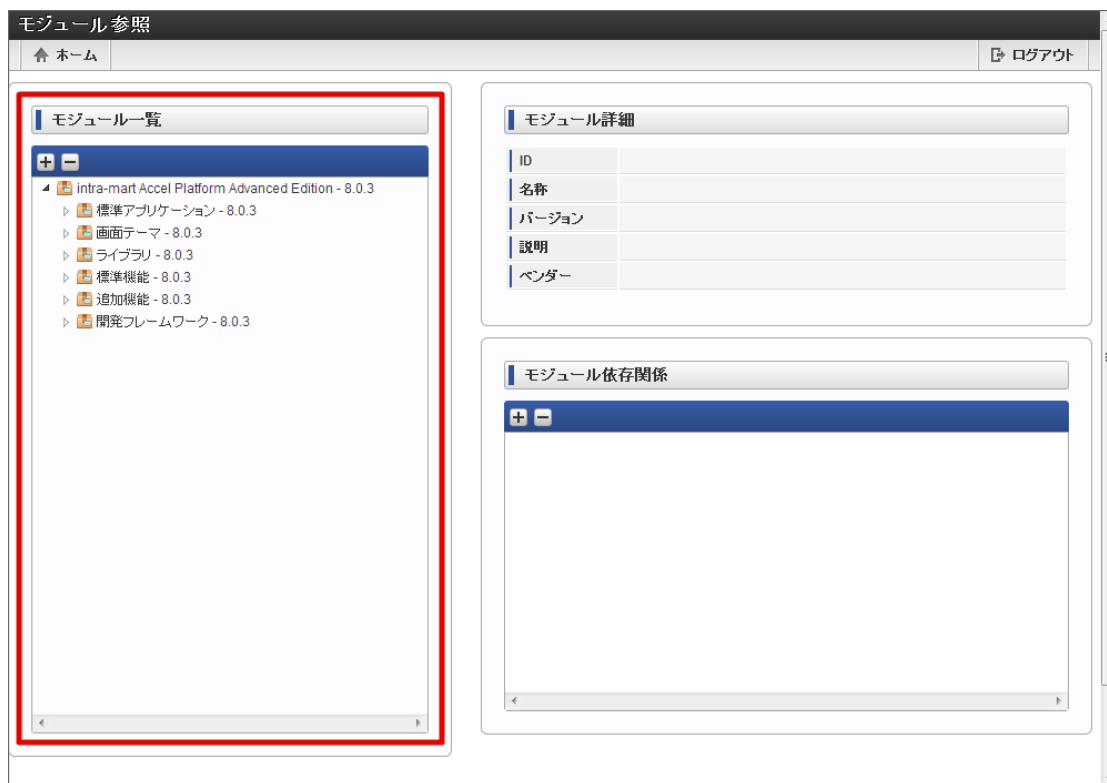 モジュール参照
ホーム
ログアウト
モジュール一覧
intra-mart Accel Platform Advanced Edition - 8.0.3
標準アプリケーション - 8.0.3
画面テーマ - 8.0.3
ライブラリ - 8.0.3
標準機能 - 8.0.3
追加機能 - 8.0.3
開発フレームワーク - 8.0.3
モジュール詳細
ID
名称
バージョン
説明
ベンダー
モジュール依存関係